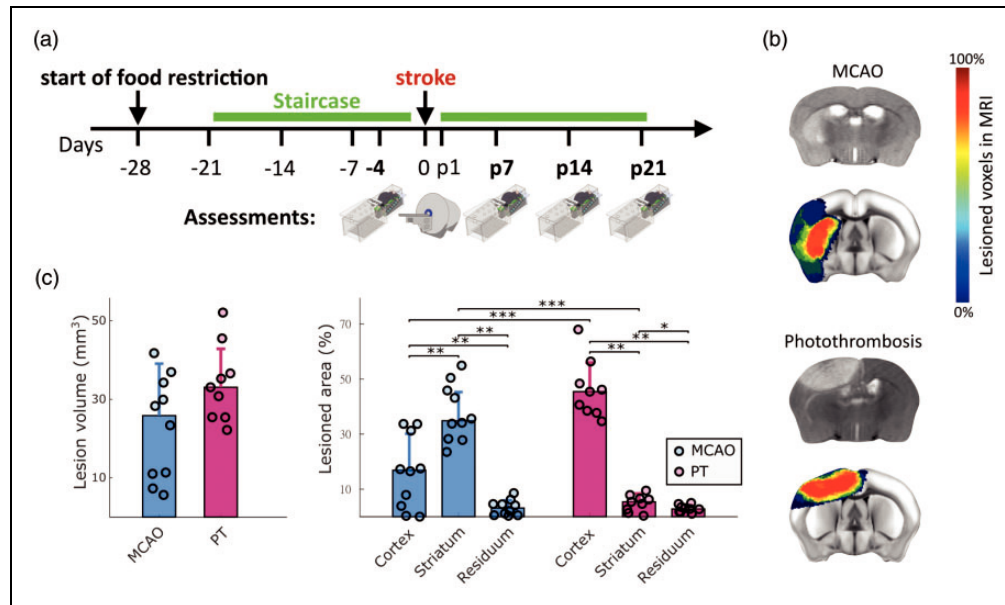 (a)
start of food restriction
stroke
Staircase
Days
-28
-21
-14
-7
-4
0
p1
p7
p14
p21
Assessments:
(b)
MCAO
100%
Lesioned voxels in MRI
0%
Photothrombosis
(c)
Lesion volume (mm³)
50
30
10
MCAO
PT
Lesioned area (%)
70
50
30
10
***
***
**
**
**
*
**
**
MCAO
PT
Cortex
Striatum
Residuum
Cortex
Striatum
Residuum